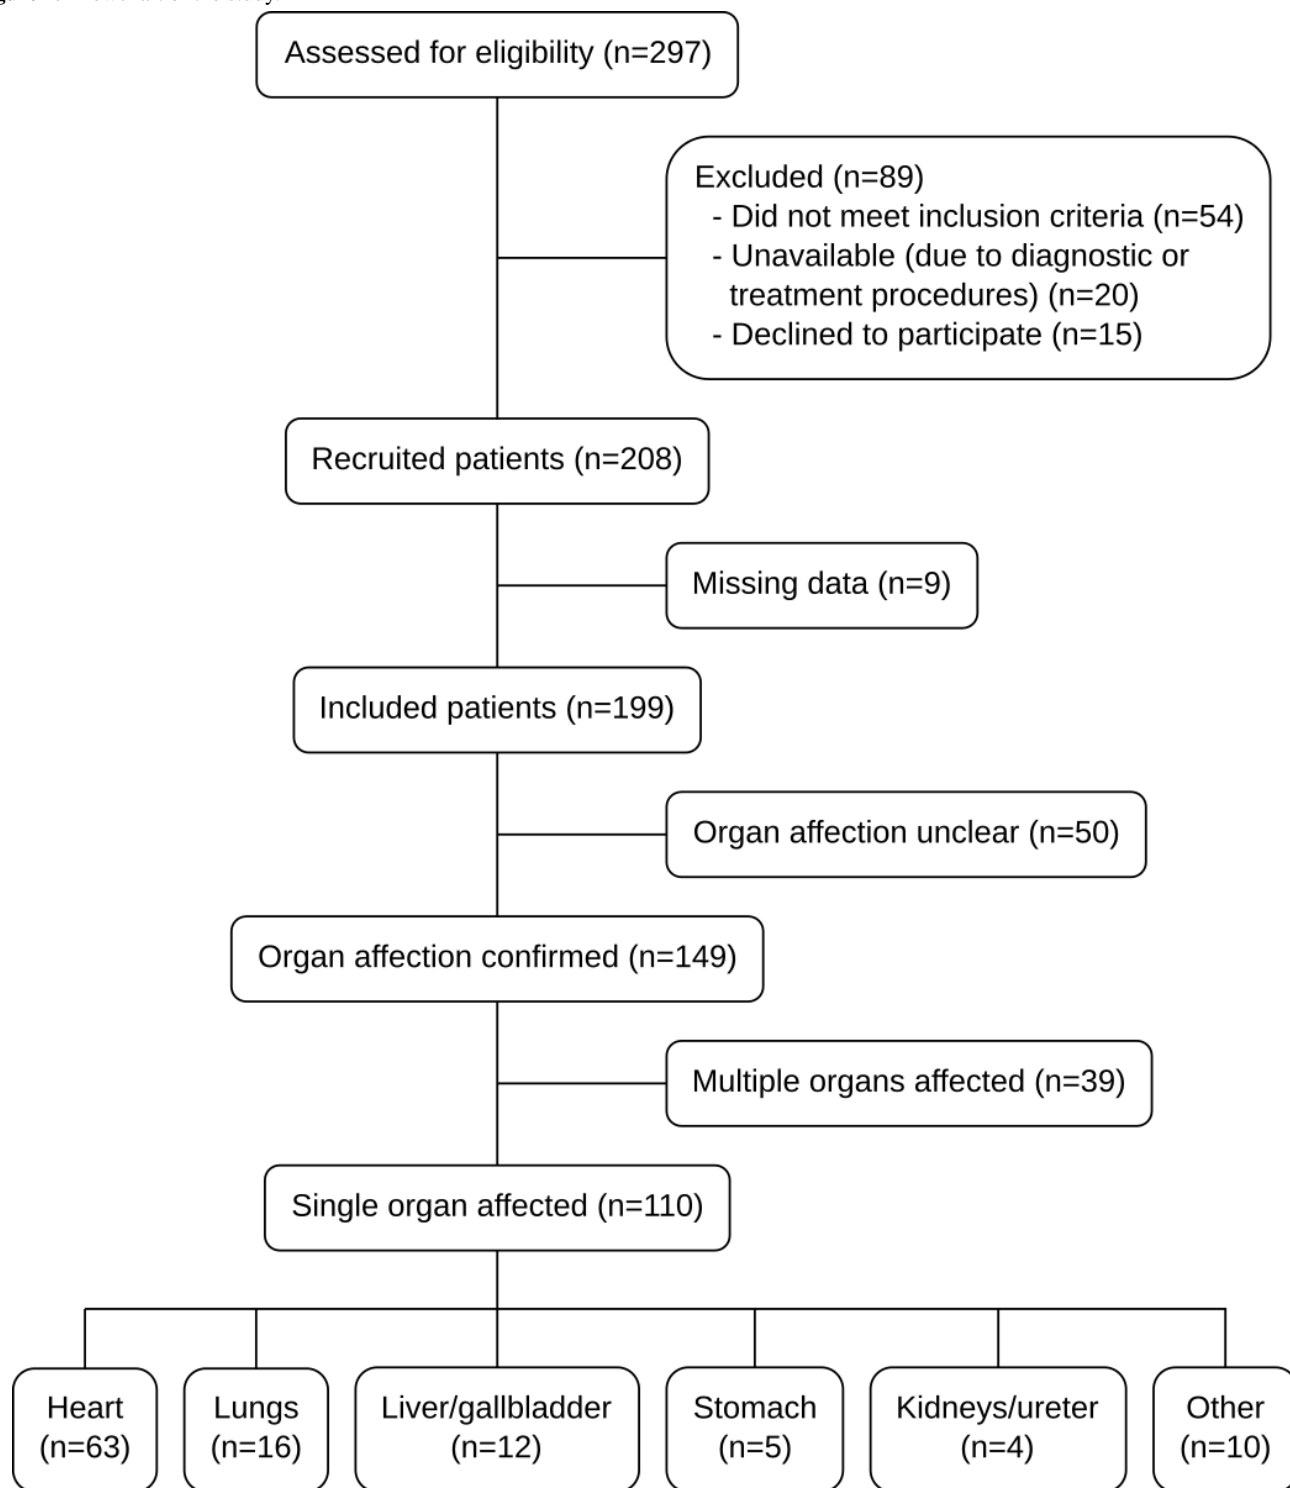 Assessed for eligibility (n=297)
Excluded (n=89)
- Did not meet inclusion criteria (n=54)
- Unavailable (due to diagnostic or
treatment procedures) (n=20)
- Declined to participate (n=15)
Recruited patients (n=208)
Missing data (n=9)
Included patients (n=199)
Organ affection unclear (n=50)
Organ affection confirmed (n=149)
Multiple organs affected (n=39)
Single organ affected (n=110)
Heart
(n=63)
Lungs
(n=16)
Liver/gallbladder
(n=12)
Stomach
(n=5)
Kidneys/ureter
(n=4)
Other
(n=10)